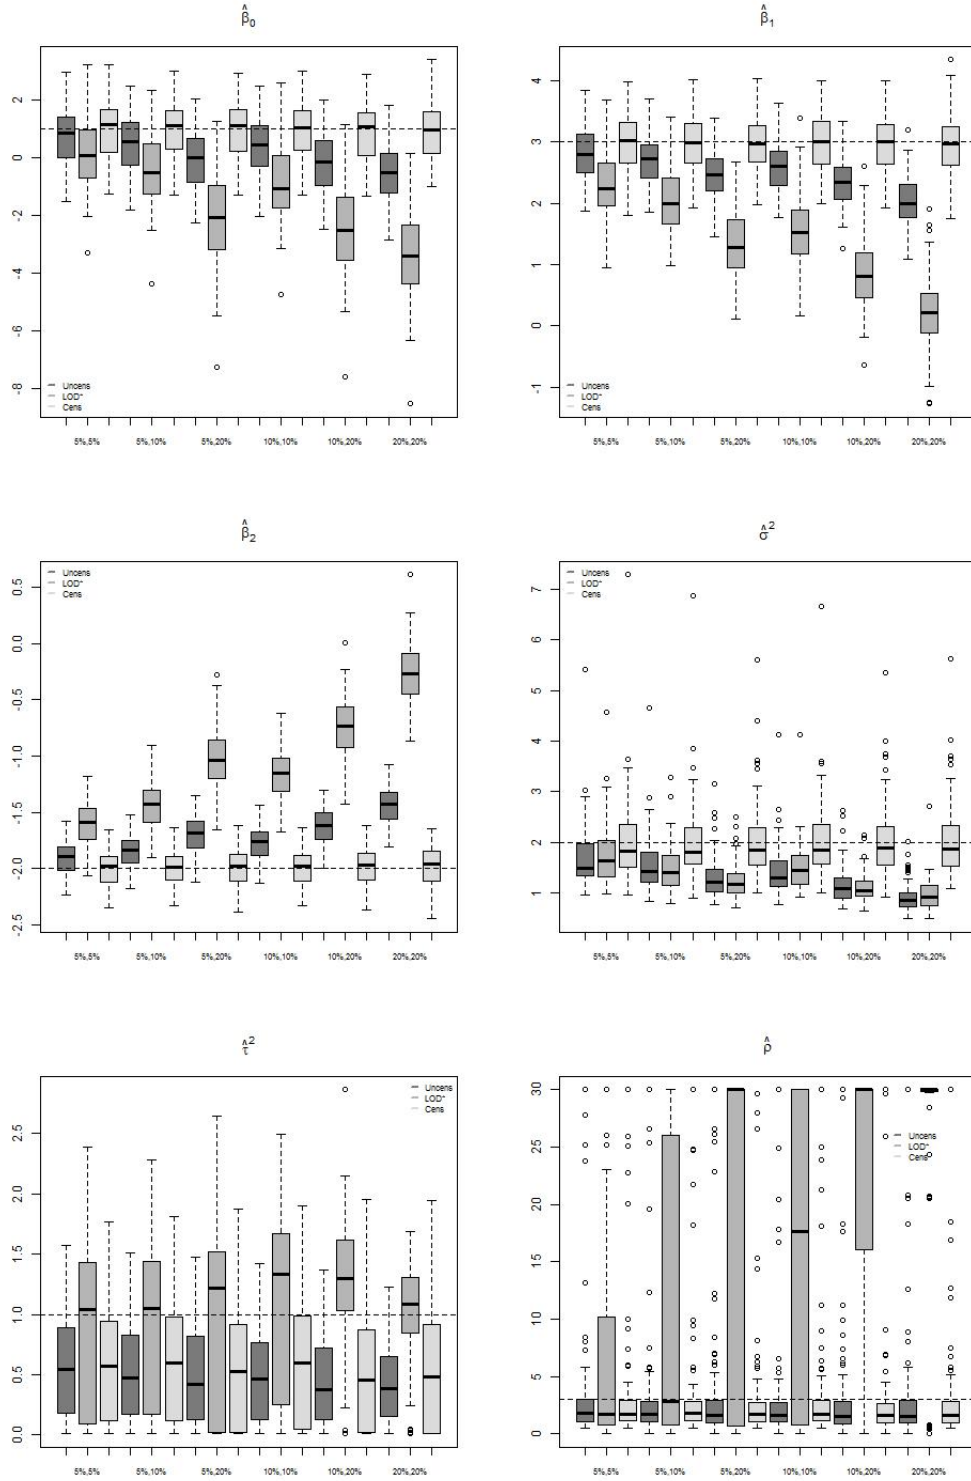 β̂₀
2
0
-2
-4
-6
-8
Uncens
LOD*
Cens
5%,5% 5%,10% 5%,20% 10%,10% 10%,20% 20%,20%
β̂₁
4
3
2
1
0
-1
Uncens
LOD*
Cens
5%,5% 5%,10% 5%,20% 10%,10% 10%,20% 20%,20%
β̂₂
0.5
0.0
-0.5
-1.0
-1.5
-2.0
-2.5
Uncens
LOD*
Cens
5%,5% 5%,10% 5%,20% 10%,10% 10%,20% 20%,20%
σ̂²
7
6
5
4
3
2
1
Uncens
LOD*
Cens
5%,5% 5%,10% 5%,20% 10%,10% 10%,20% 20%,20%
τ̂²
2.5
2.0
1.5
1.0
0.5
0.0
Uncens
LOD*
Cens
5%,5% 5%,10% 5%,20% 10%,10% 10%,20% 20%,20%
ρ̂
30
25
20
15
10
5
0
Uncens
LOD*
Cens
5%,5% 5%,10% 5%,20% 10%,10% 10%,20% 20%,20%